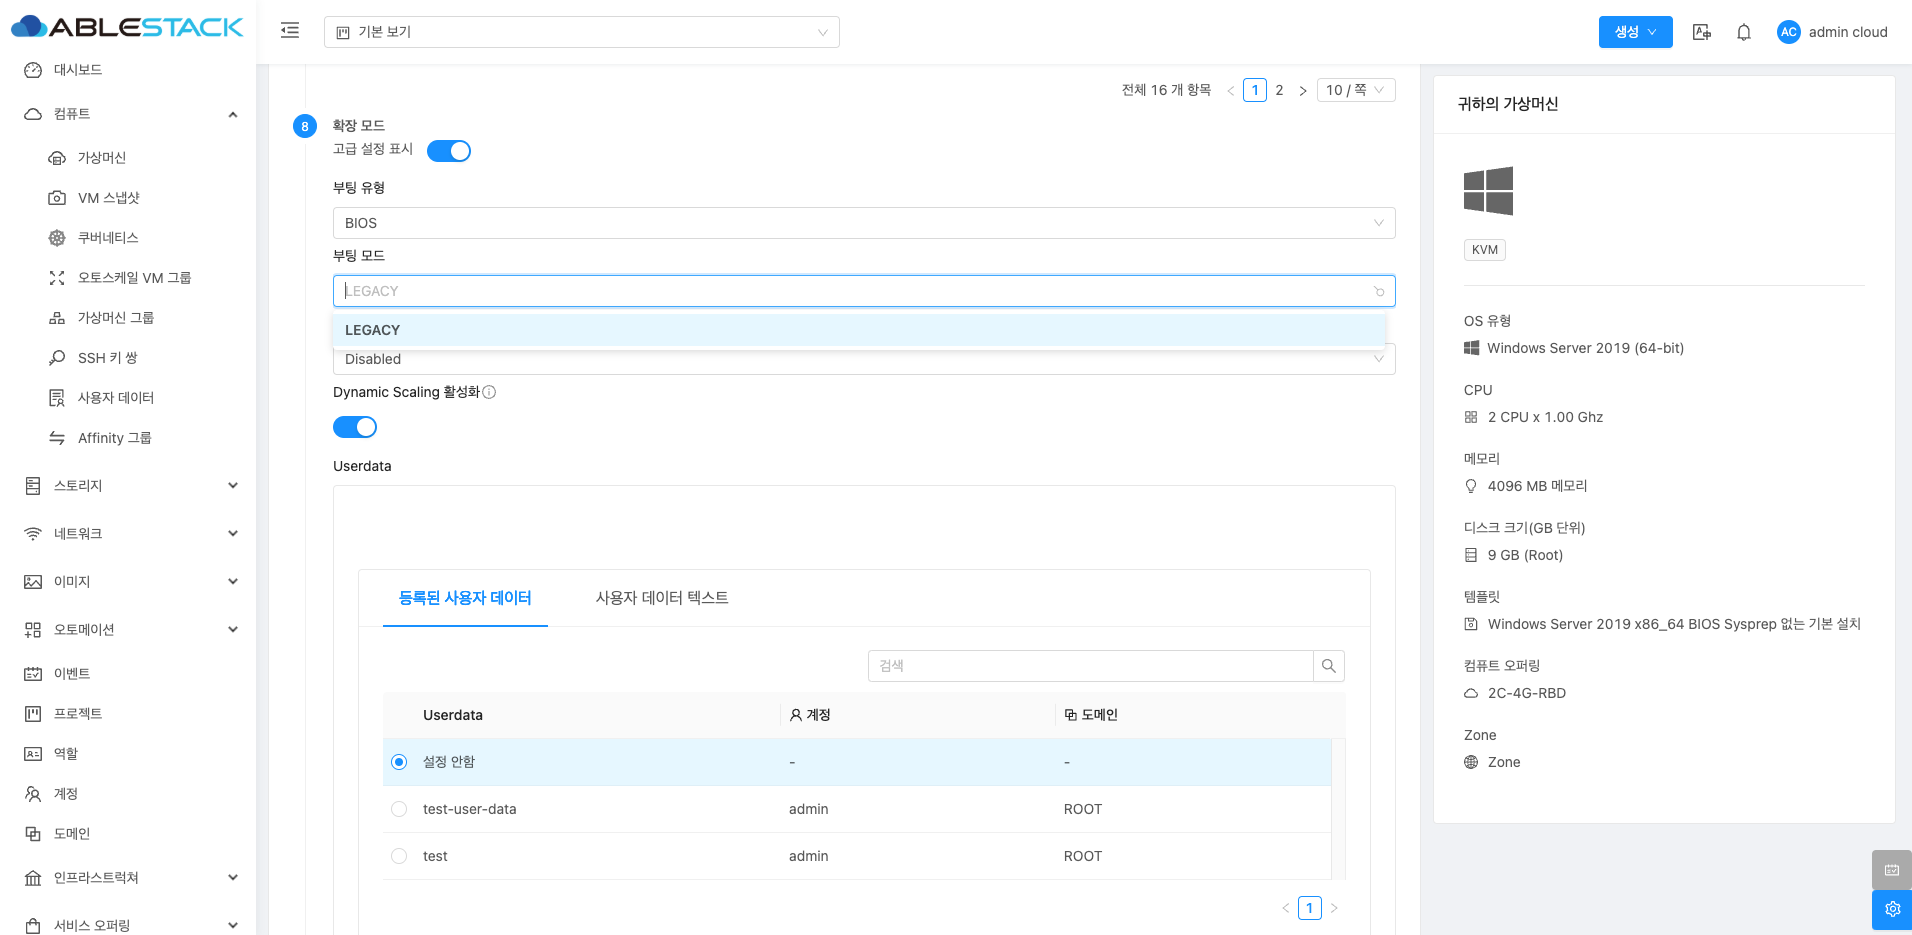 ABLESTACK
기본 보기
생성
AC
admin cloud
대시보드
컴퓨트
가상머신
VM 스냅샷
쿠버네티스
오토스케일 VM 그룹
가상머신 그룹
SSH 키 쌍
사용자 데이터
Affinity 그룹
스토리지
네트워크
이미지
오토메이션
이벤트
프로젝트
역할
계정
도메인
인프라스트럭쳐
서비스 오퍼링
전체 16 개 항목
1
2
10 / 쪽
8
확장 모드
고급 설정 표시
부팅 유형
BIOS
부팅 모드
LEGACY
LEGACY
Disabled
Dynamic Scaling 활성화
Userdata
등록된 사용자 데이터
사용자 데이터 텍스트
검색
Userdata
계정
도메인
설정 안함
-
-
test-user-data
admin
ROOT
test
admin
ROOT
1
귀하의 가상머신
KVM
OS 유형
Windows Server 2019 (64-bit)
CPU
2 CPU x 1.00 Ghz
메모리
4096 MB 메모리
디스크 크기(GB 단위)
9 GB (Root)
템플릿
Windows Server 2019 x86_64 BIOS Sysprep 없는 기본 설치
컴퓨트 오퍼링
2C-4G-RBD
Zone
Zone